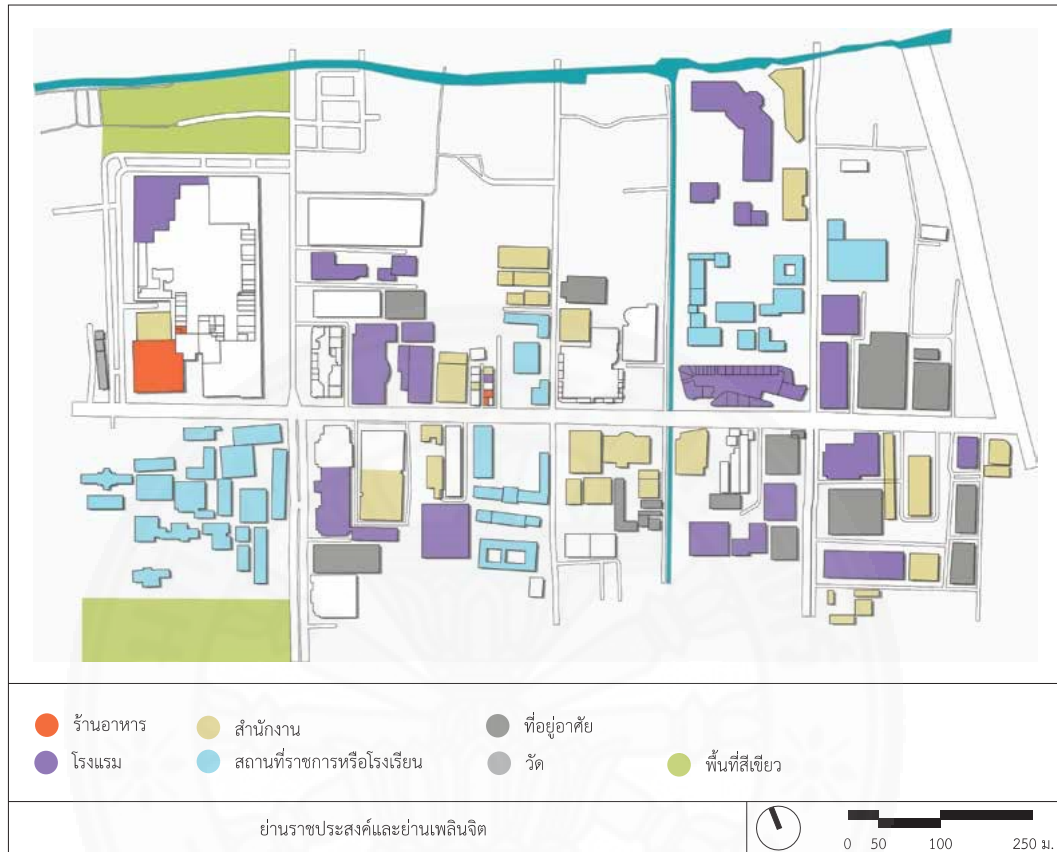 ร้านอาหาร
สำนักงาน
ที่อยู่อาศัย
โรงแรม
สถานที่ราชการหรือโรงเรียน
วัด
พื้นที่สีเขียว
ย่านราชประสงค์และย่านเพลินจิต
0 50 100 250 ม.